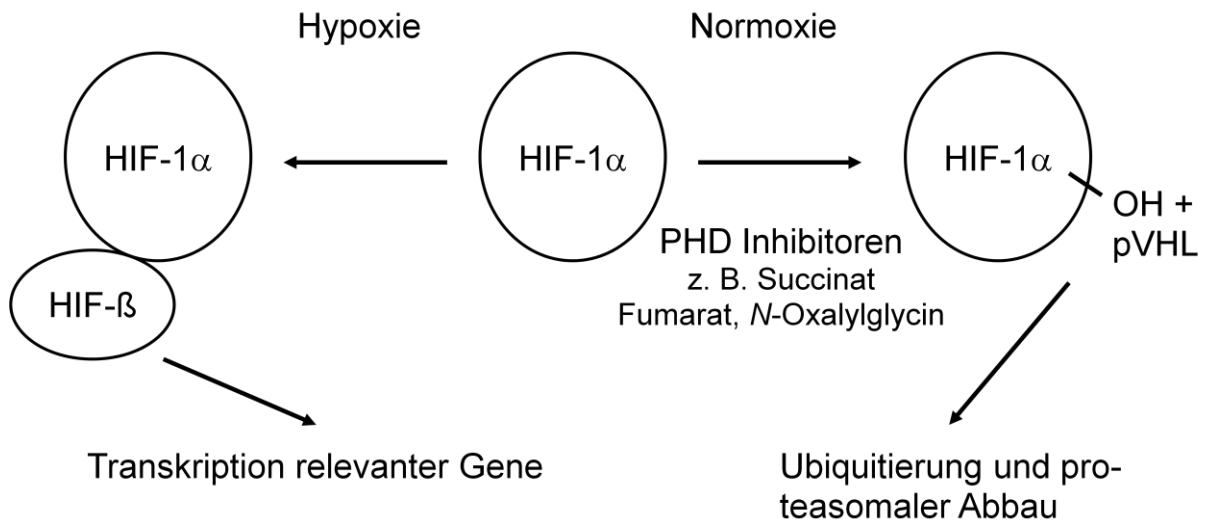 Hypoxie
Normoxie
HIF-1α
HIF-1α
HIF-1α
OH +
pVHL
HIF-ß
PHD Inhibitoren
z. B. Succinat
Fumarat, N-Oxalylglycin
Transkription relevanter Gene
Ubiquitierung und pro-
teasomaler Abbau